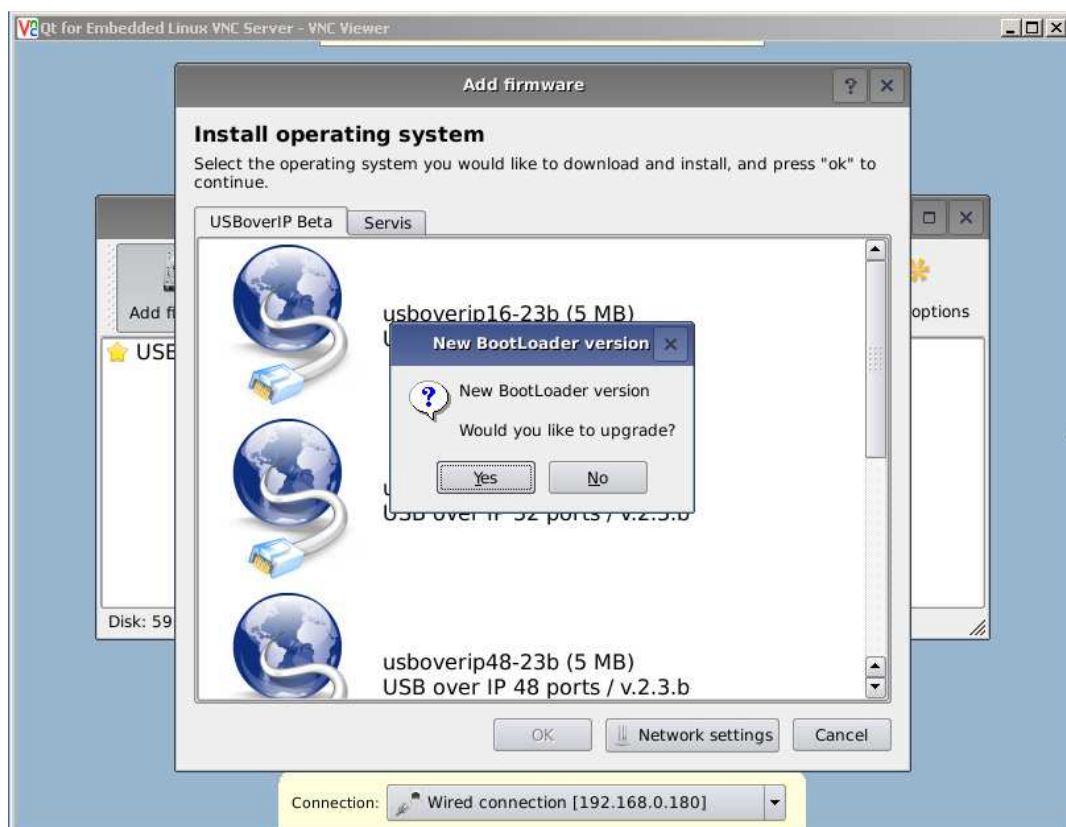 Qt for Embedded Linux VNC Server - VNC Viewer
Add firmware
Install operating system
Select the operating system you would like to download and install, and press "ok" to
continue.
USBoverIP Beta
Servis
Add fi
options
usboverip16-23b (5 MB)
New BootLoader version
USB
New BootLoader version
Would you like to upgrade?
Yes
No
USB over IP 32 ports / v.2.3.b
Disk: 59
usboverip48-23b (5 MB)
USB over IP 48 ports / v.2.3.b
OK
Network settings
Cancel
Connection:
Wired connection [192.168.0.180]